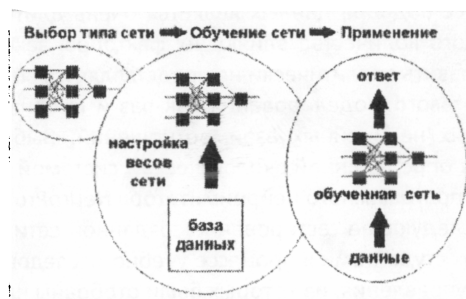 Выбор типа сети Обучение сети Применение
ответ
настройка
весов
сети
обученная сеть
база
данных
данные